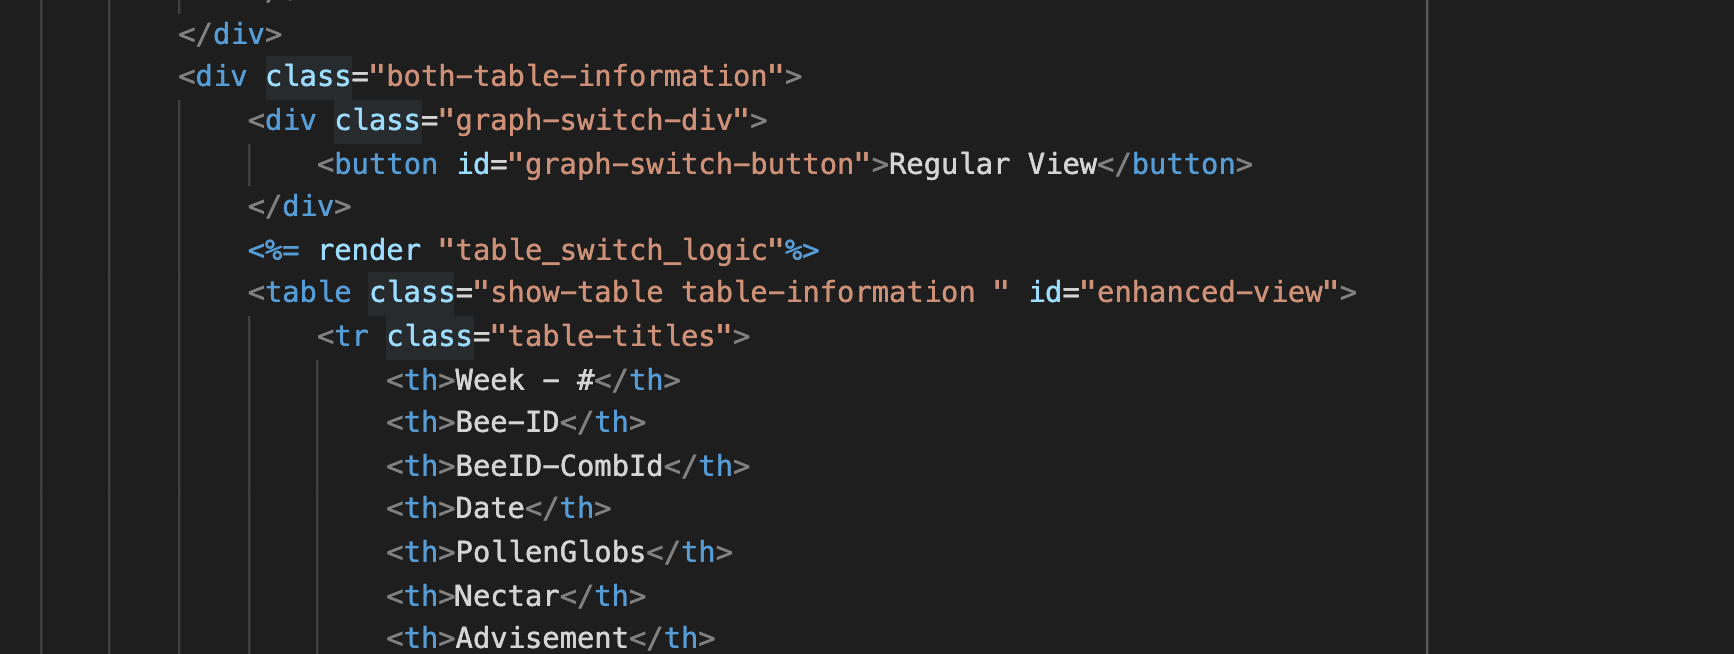 </div>
<div class="both-table-information">
<div class="graph-switch-div">
<button id="graph-switch-button">Regular View</button>
</div>
<%= render "table_switch_logic"%>
<table class="show-table table-information " id="enhanced-view">
<tr class="table-titles">
<th>Week - #</th>
<th>Bee-ID</th>
<th>BeeID-CombId</th>
<th>Date</th>
<th>PollenGlobs</th>
<th>Nectar</th>
<th>Advisement</th>